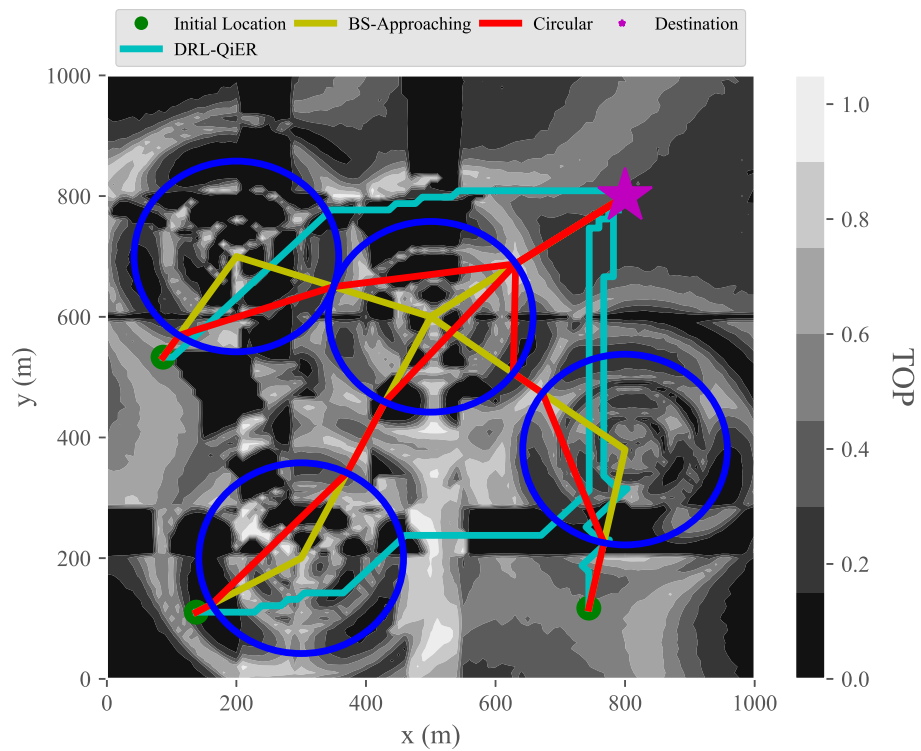 Initial Location BS-Approaching Circular Destination
DRL-QiER
1000
800
600
400
200
0
y (m)
0 200 400 600 800 1000
x (m)
1.0
0.8
0.6
0.4
0.2
0.0
TOP